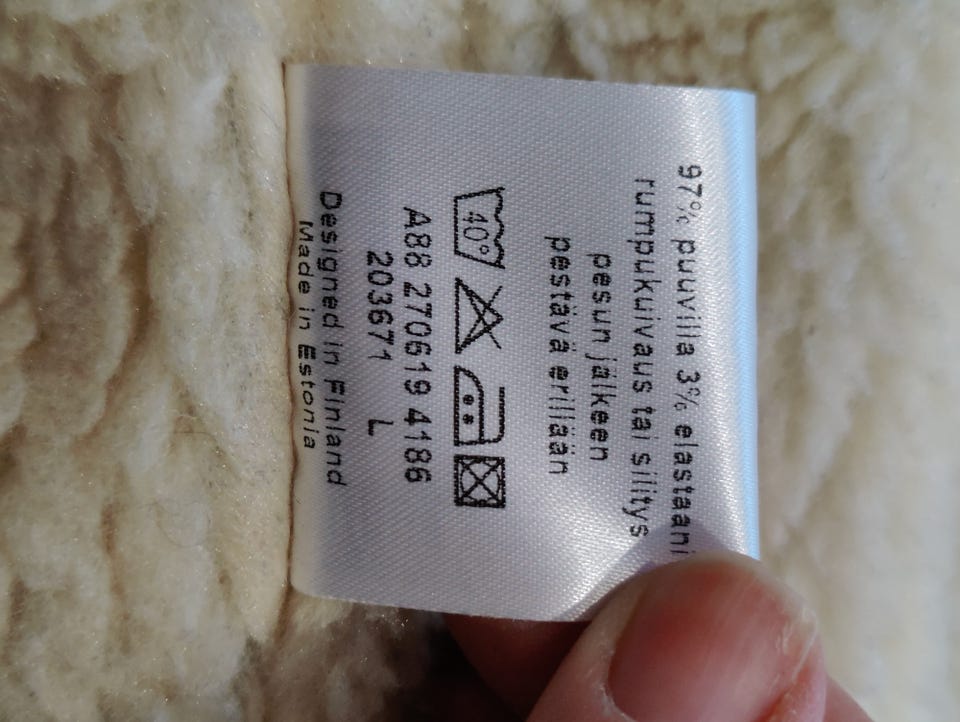 97% puuvilla 3% elastaani
rumpukuivaus tai silitys
pesun jälkeen
pestävä erillään
40°
A88 270619 4186
203671 L
Designed in Finland
Made in Estonia